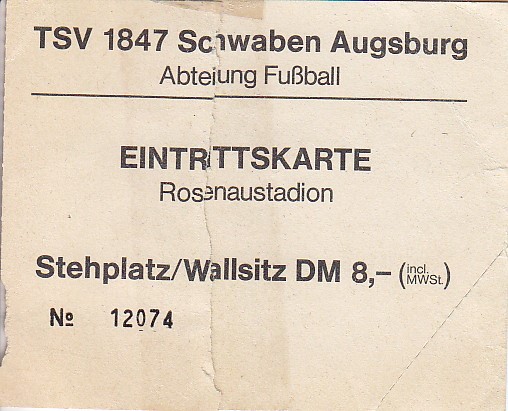 TSV 1847 Schwaben Augsburg
Abteilung Fußball
EINTRITTSKARTE
Rosenaustadion
Stehplatz/Wallsitz DM 8,– (incl. MWSt.)
№ 12074